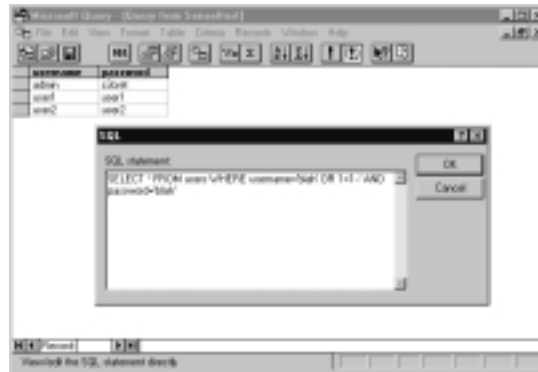 Microsoft Query - [Query from
File Edit View Format Table Criteria Records Window Help
username password
admin
user1 user1
user2 user2
SQL
SQL statement:
SELECT * FROM users WHERE username='blah' OR 1=1--' AND
password='blah'
OK
Cancel
Record:
View/edit the SQL statement directly